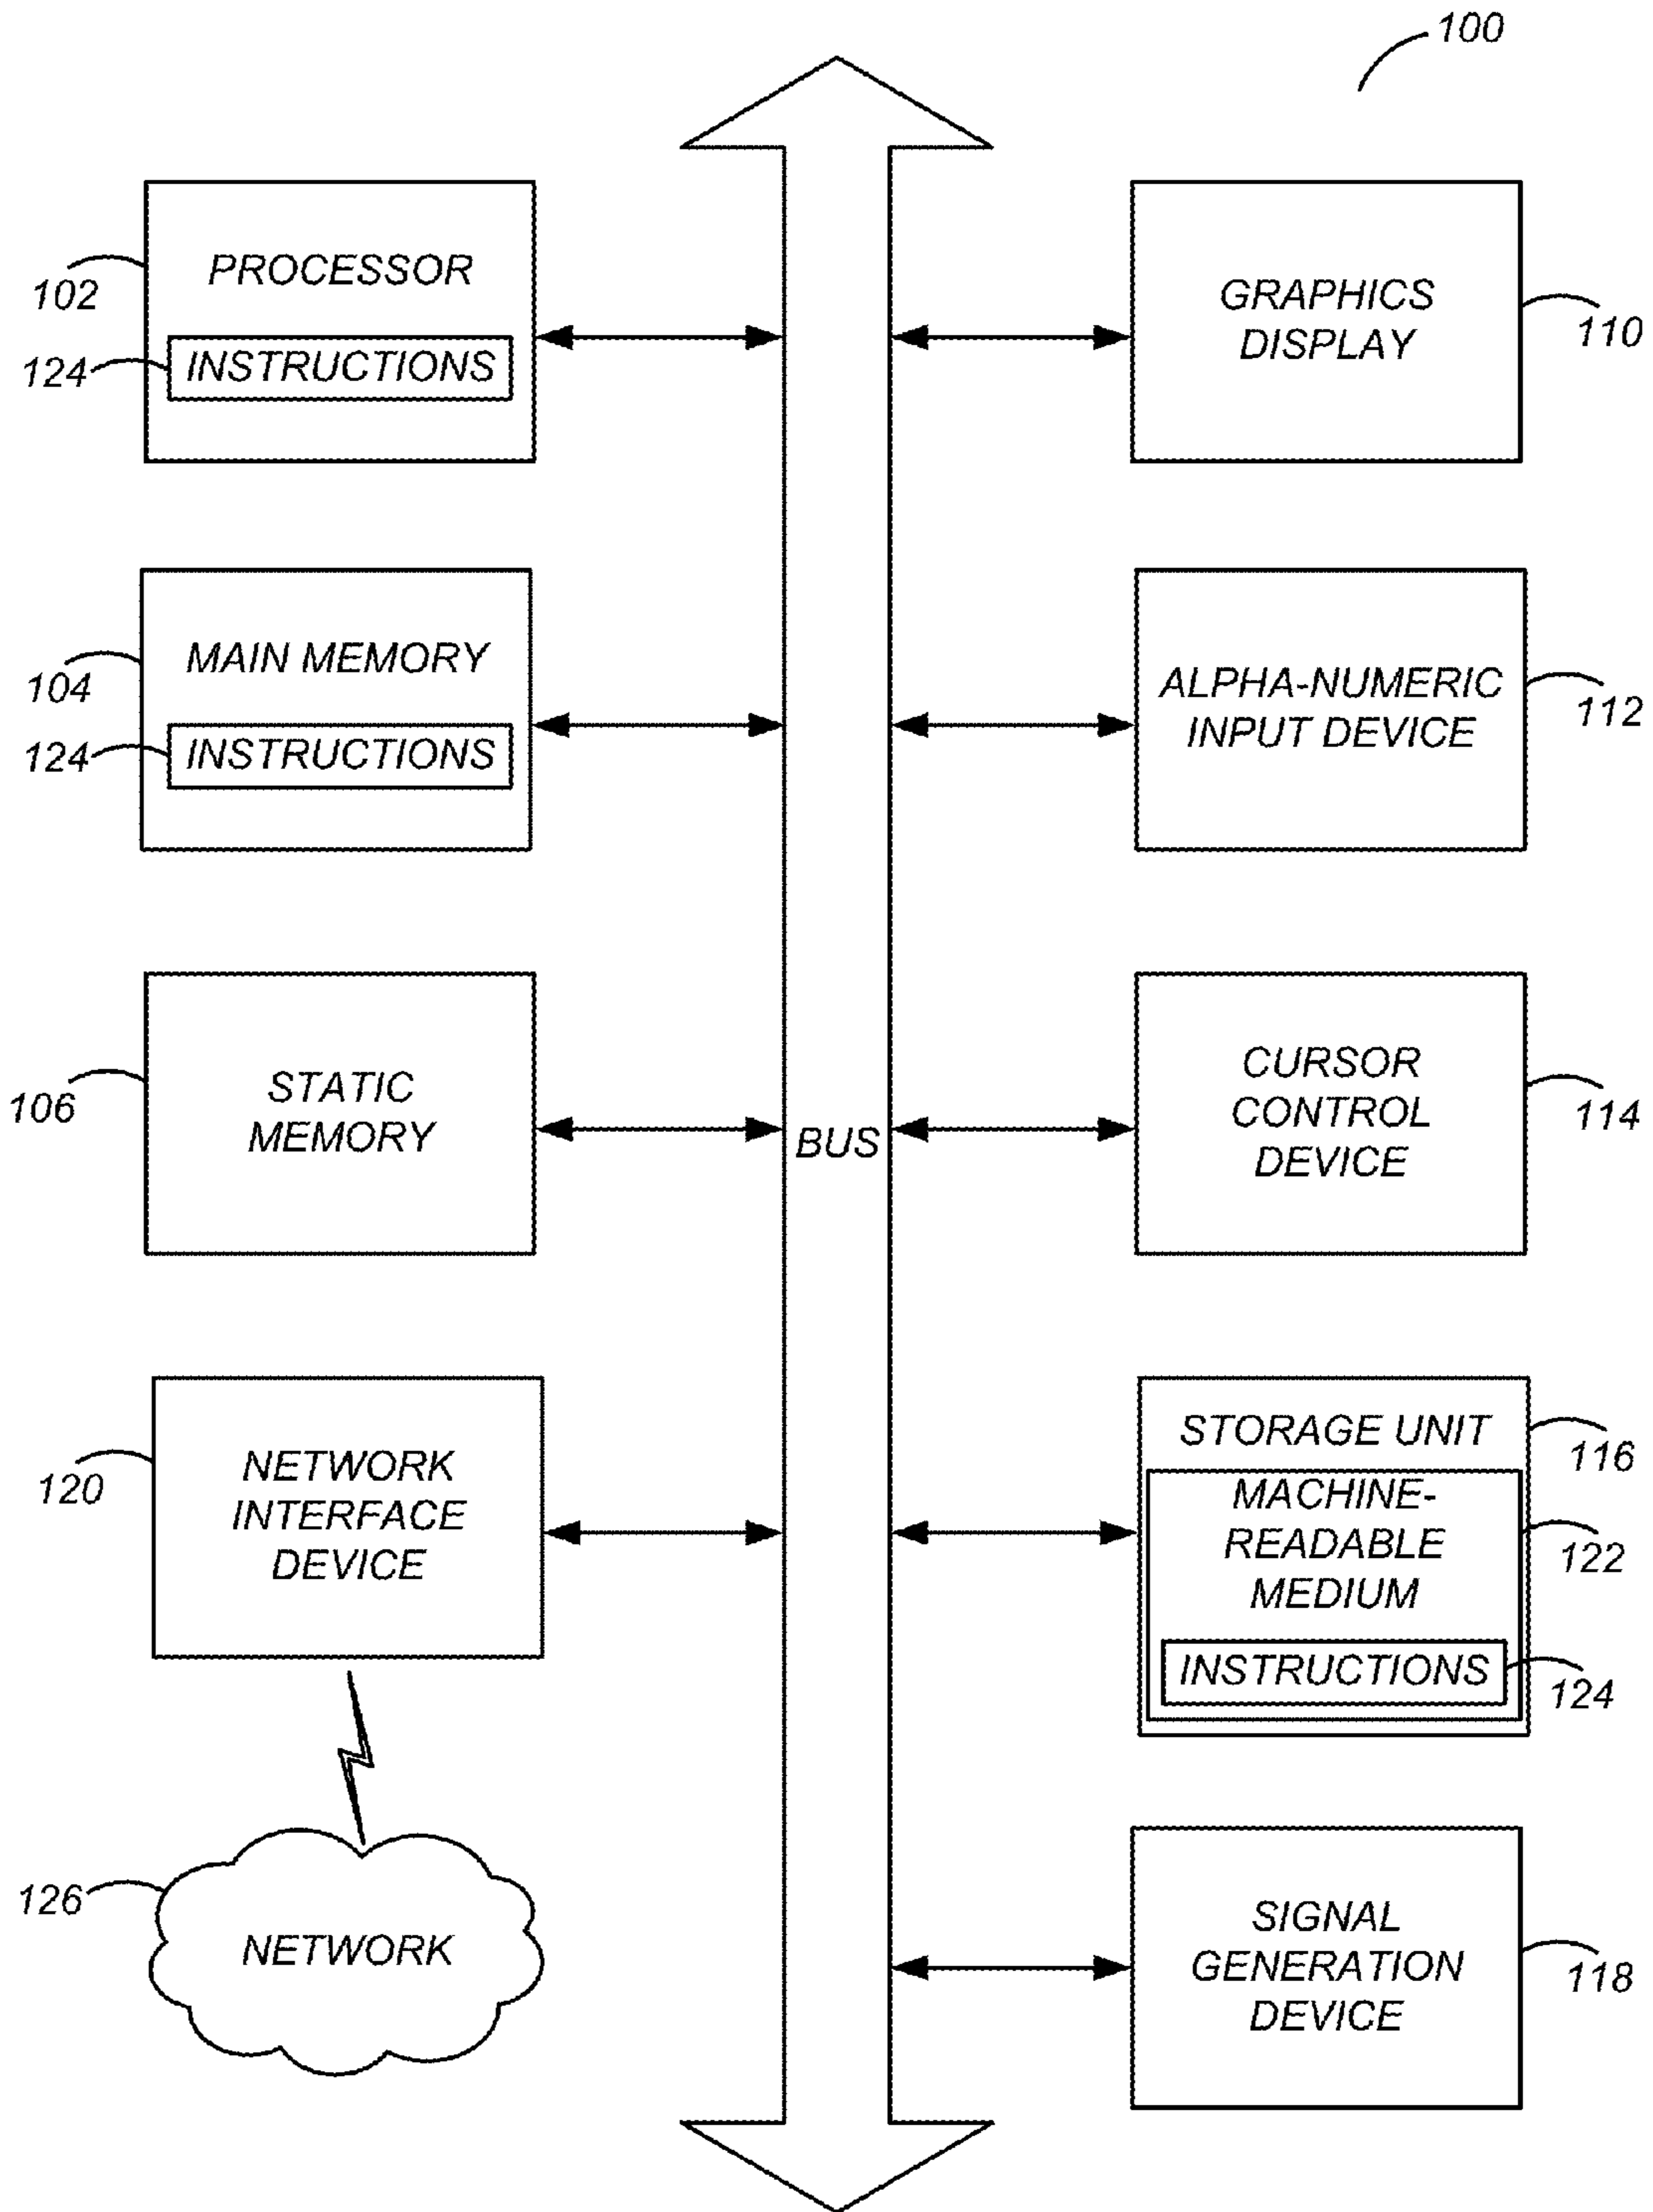 100
PROCESSOR
102
INSTRUCTIONS
124
GRAPHICS
DISPLAY
110
MAIN MEMORY
104
INSTRUCTIONS
124
ALPHA-NUMERIC
INPUT DEVICE
112
STATIC
MEMORY
106
BUS
CURSOR
CONTROL
DEVICE
114
NETWORK
INTERFACE
DEVICE
120
STORAGE UNIT
116
MACHINE-
READABLE
MEDIUM
122
INSTRUCTIONS
124
NETWORK
126
SIGNAL
GENERATION
DEVICE
118